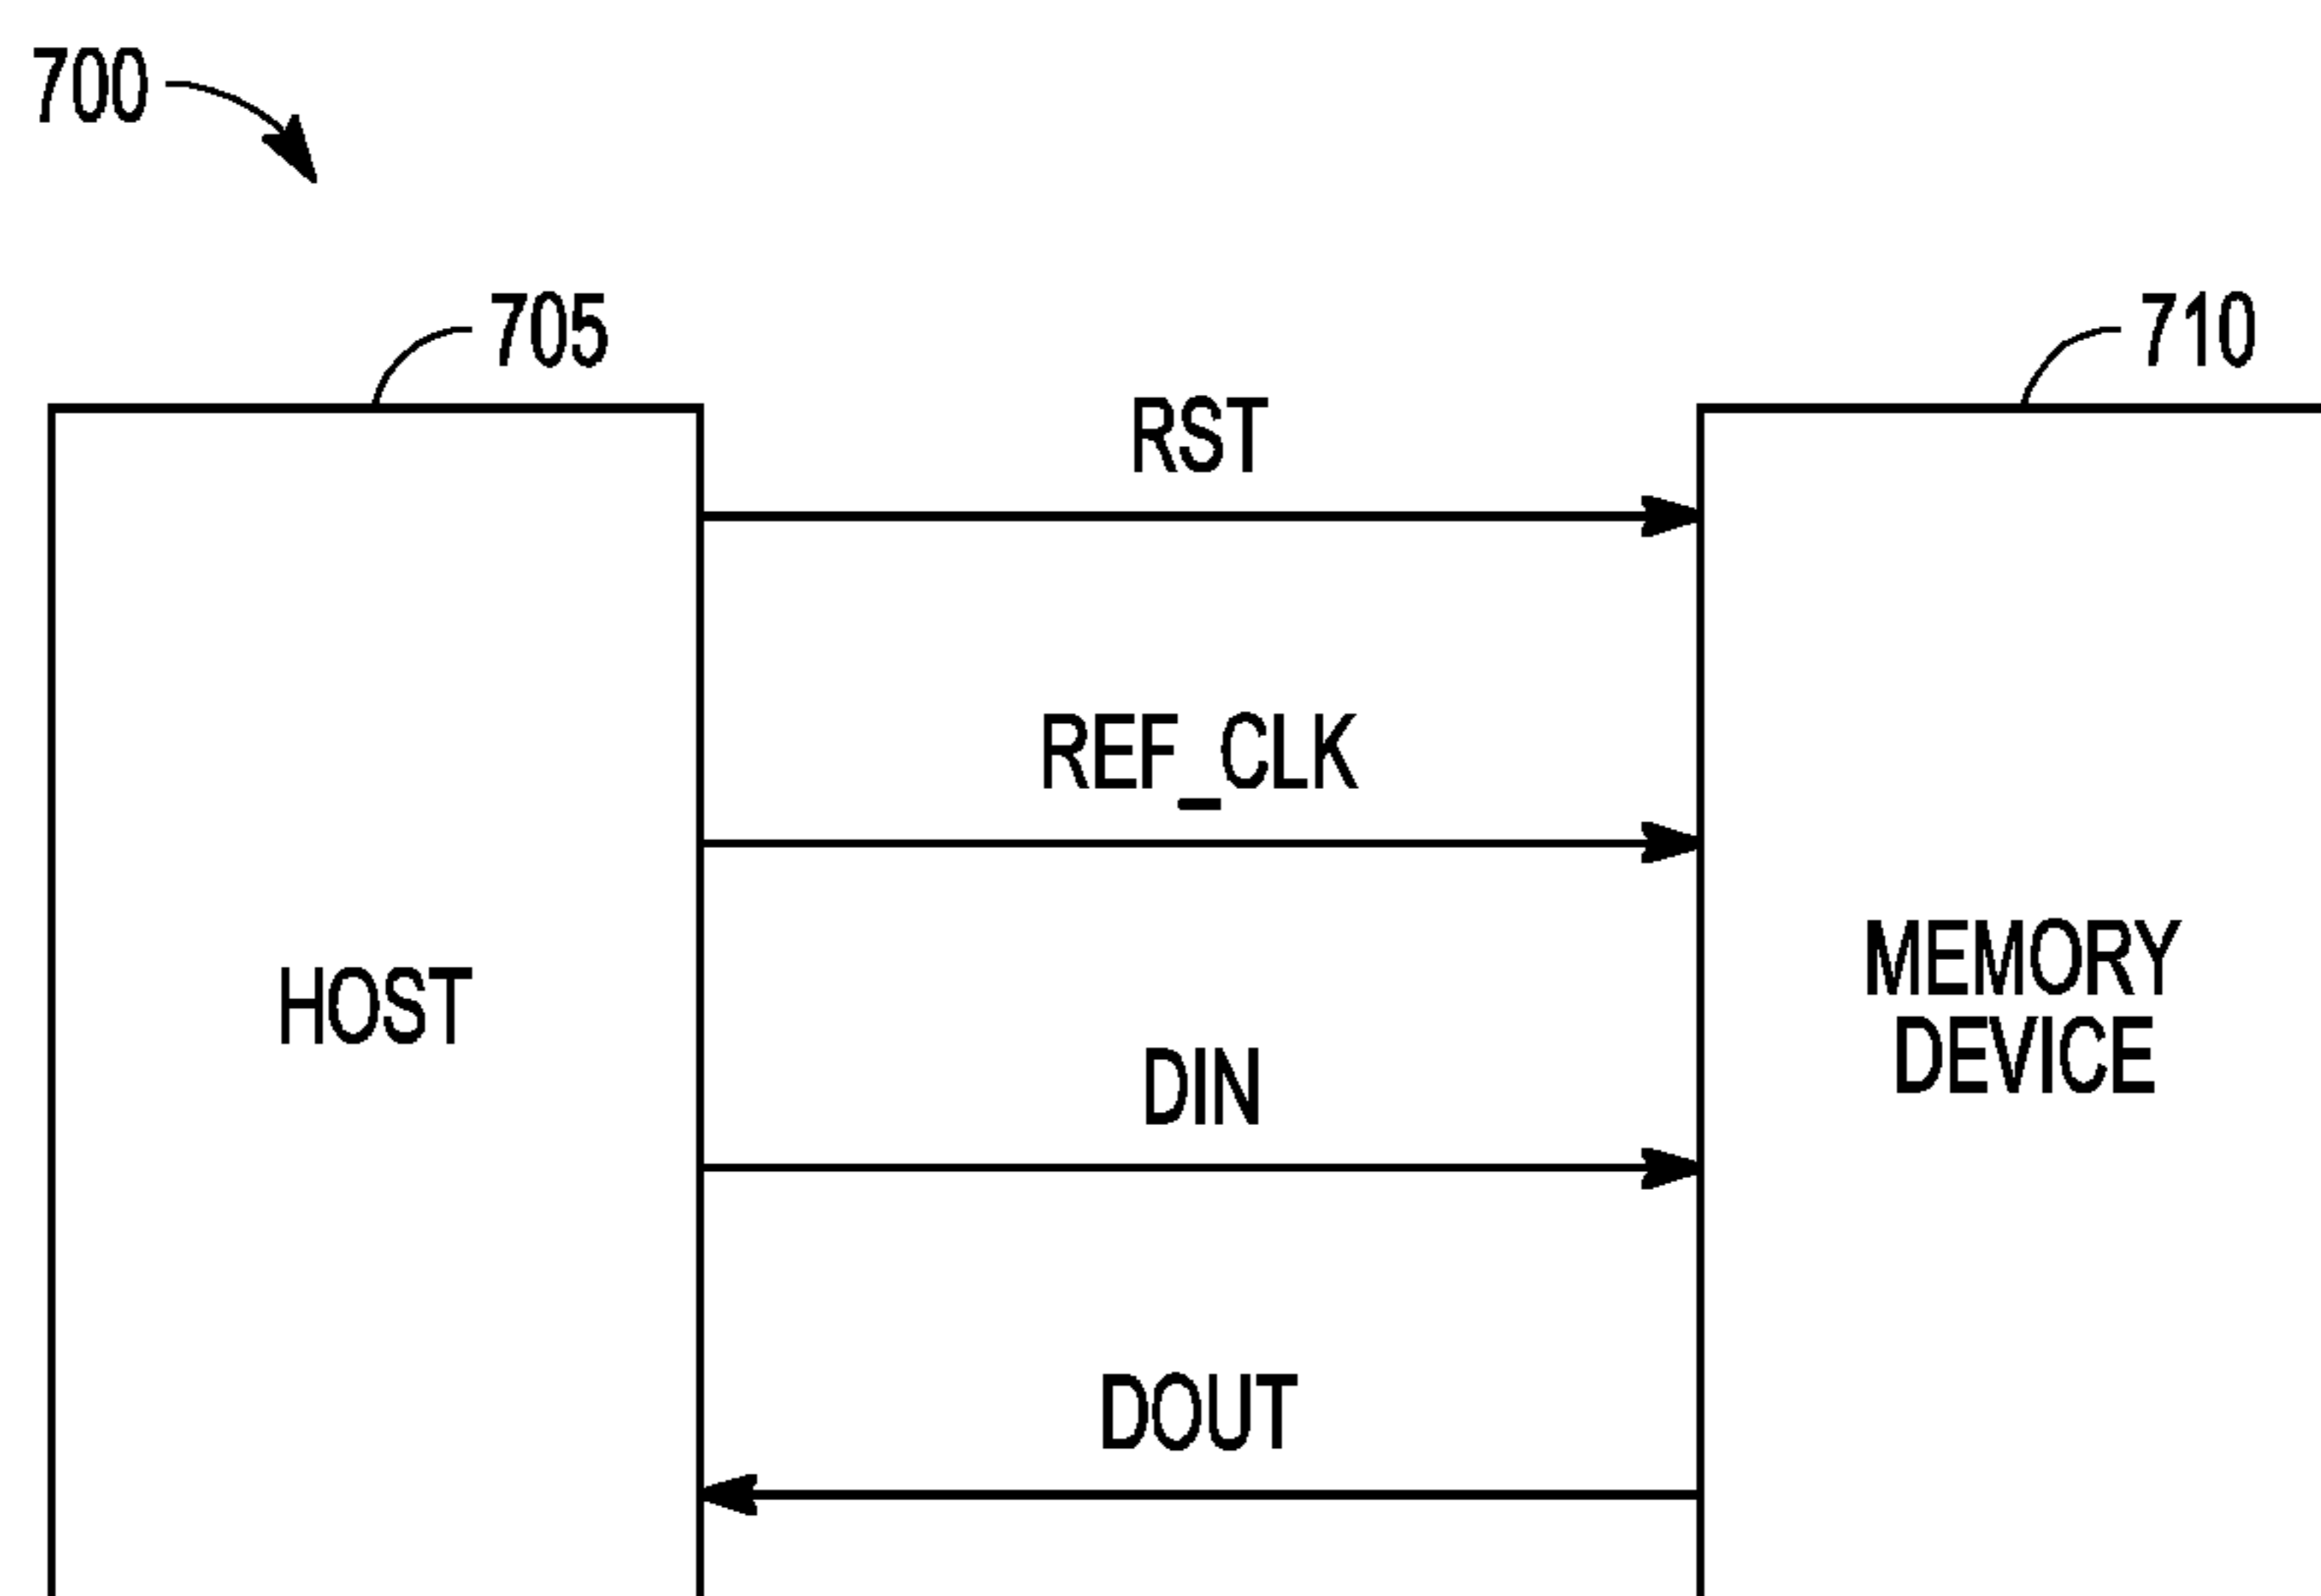 700
705
710
RST
REF_CLK
HOST
MEMORY
DEVICE
DIN
DOUT